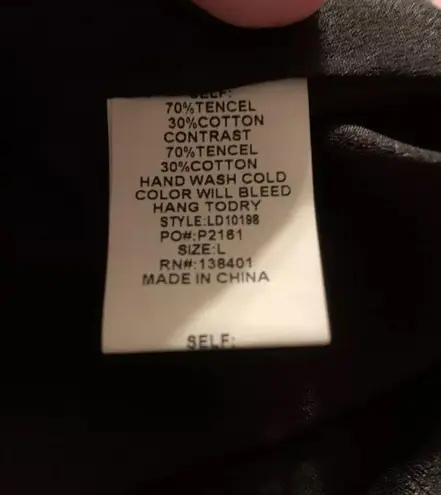 SELF:
70%TENCEL
30%COTTON
CONTRAST
70%TENCEL
30%COTTON
HAND WASH COLD
COLOR WILL BLEED
HANG TODRY
STYLE:LD10198
PO#:P2161
SIZE:L
RN#:138401
MADE IN CHINA
SELF: